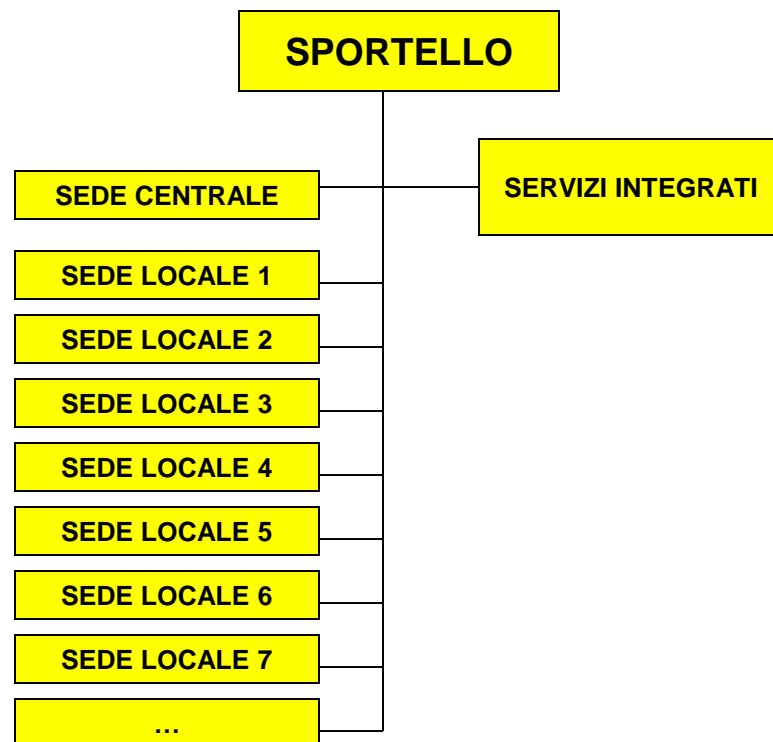 SPORTELLO
SEDE CENTRALE
SERVIZI INTEGRATI
SEDE LOCALE 1
SEDE LOCALE 2
SEDE LOCALE 3
SEDE LOCALE 4
SEDE LOCALE 5
SEDE LOCALE 6
SEDE LOCALE 7
...